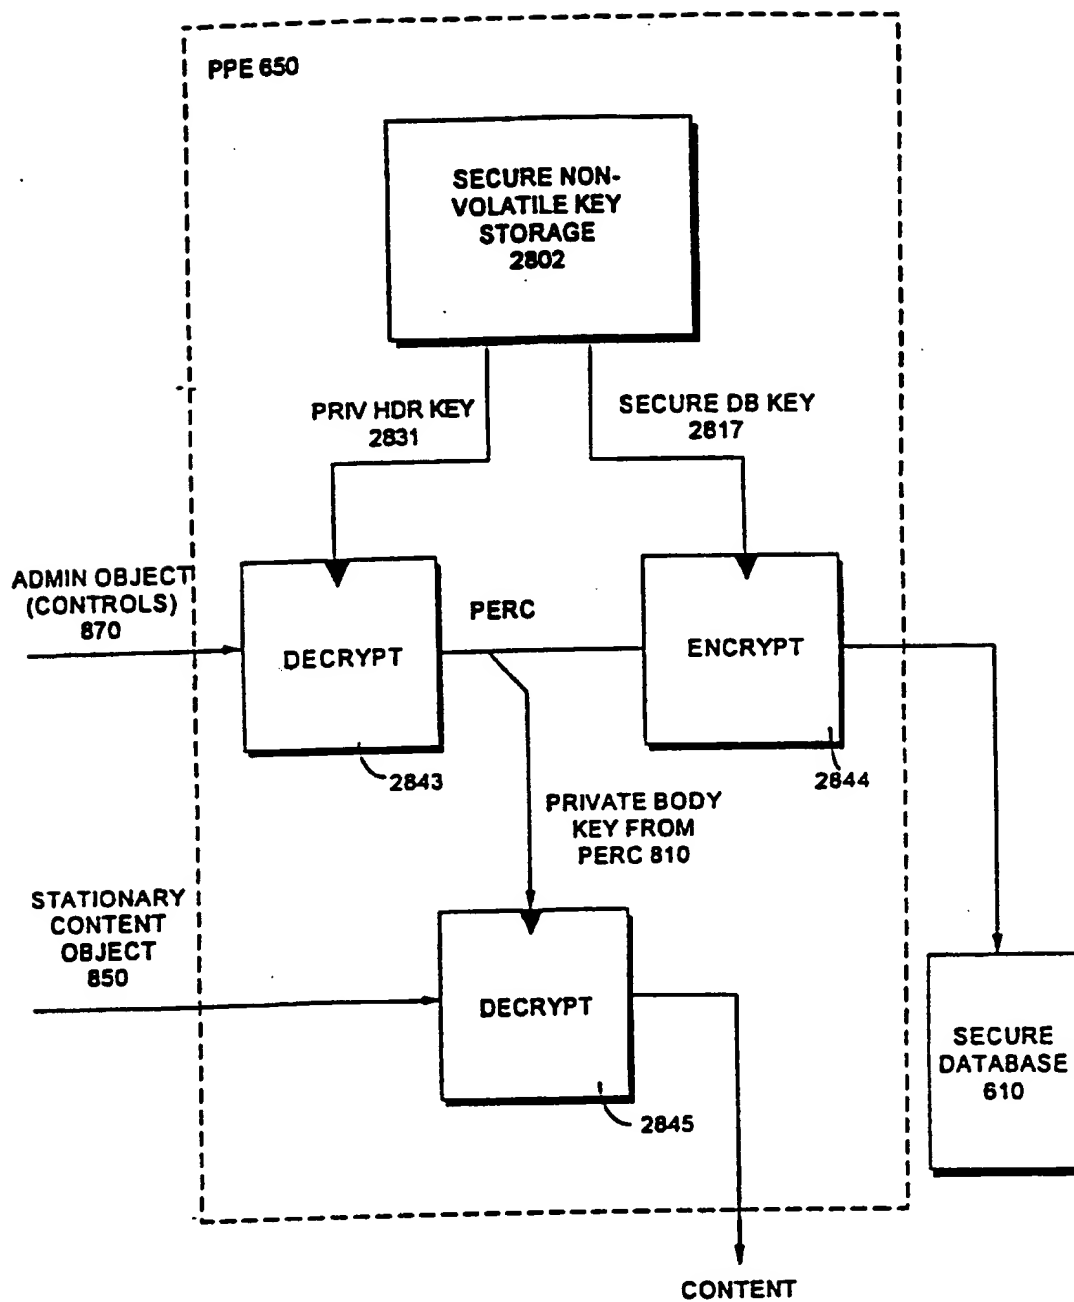 PPE 650
SECURE NON-
VOLATILE KEY
STORAGE
2802
PRIV HDR KEY
2831
SECURE DB KEY
2817
ADMIN OBJECT
(CONTROLS)
870
DECRYPT
PERC
ENCRYPT
2843
2844
PRIVATE BODY
KEY FROM
PERC 810
STATIONARY
CONTENT
OBJECT
850
DECRYPT
SECURE
DATABASE
610
2845
CONTENT